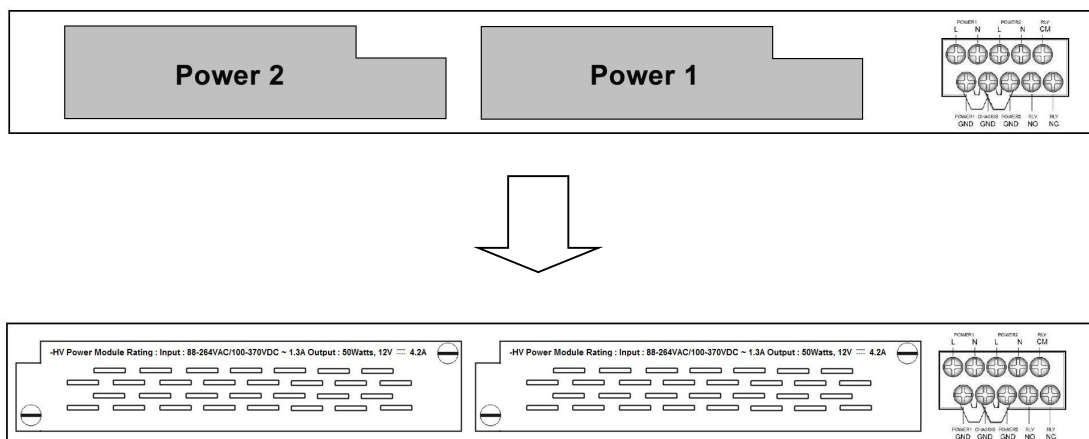 POWER1 POWER2 RLY
L N L N CM
Power 2 Power 1
POWER1 CHASSIS POWER2 RLY RLY
GND GND GND NO NC
-HV Power Module Rating : Input : 88-264VAC/100-370VDC ~ 1.3A Output : 50Watts, 12V ⎓ 4.2A
-HV Power Module Rating : Input : 88-264VAC/100-370VDC ~ 1.3A Output : 50Watts, 12V ⎓ 4.2A
POWER1 POWER2 RLY
L N L N CM
POWER1 CHASSIS POWER2 RLY RLY
GND GND GND NO NC